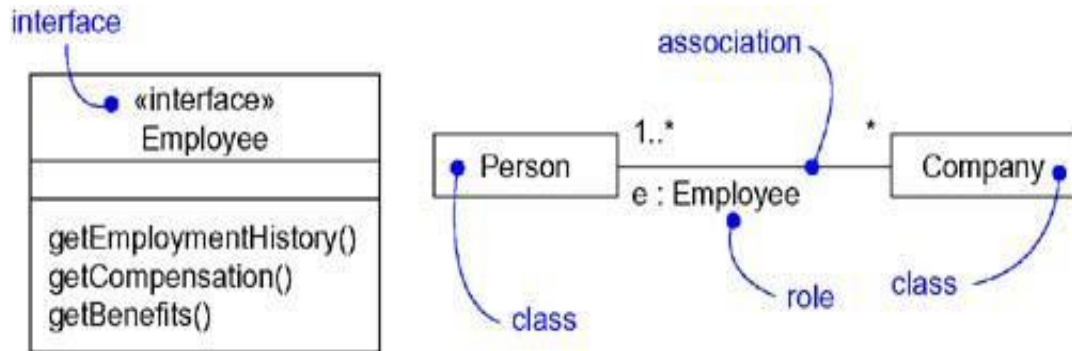 interface
«interface»
Employee
getEmploymentHistory()
getCompensation()
getBenefits()
association
1..*
*
Person
Company
e : Employee
role
class
class